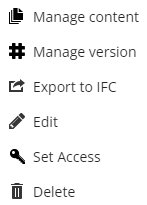 Manage content
Manage version
Export to IFC
Edit
Set Access
Delete